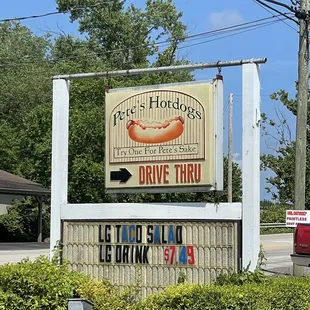 Pete's Hotdogs
Try One For Pete's Sake
DRIVE THRU
LG TACO SALAD
LG DRINK $7.49